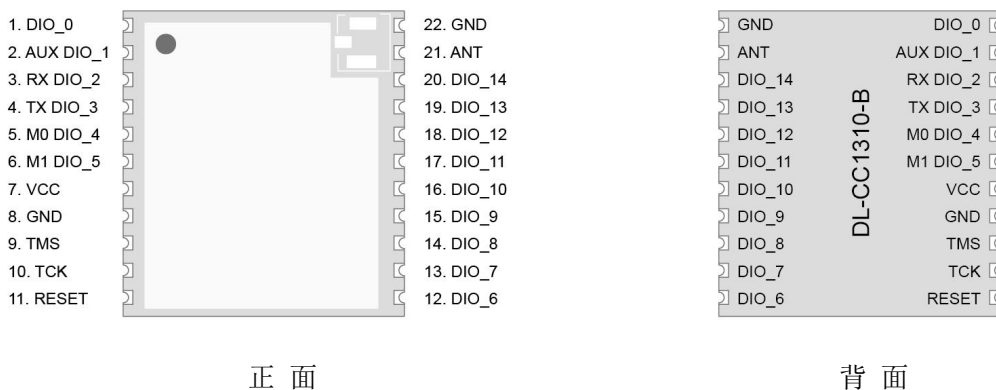 1. DIO_0
2. AUX DIO_1
3. RX DIO_2
4. TX DIO_3
5. M0 DIO_4
6. M1 DIO_5
7. VCC
8. GND
9. TMS
10. TCK
11. RESET
22. GND
21. ANT
20. DIO_14
19. DIO_13
18. DIO_12
17. DIO_11
16. DIO_10
15. DIO_9
14. DIO_8
13. DIO_7
12. DIO_6
正 面
GND
ANT
DIO_14
DIO_13
DIO_12
DIO_11
DIO_10
DIO_9
DIO_8
DIO_7
DIO_6
DL-CC1310-B
DIO_0
AUX DIO_1
RX DIO_2
TX DIO_3
M0 DIO_4
M1 DIO_5
VCC
GND
TMS
TCK
RESET
背 面